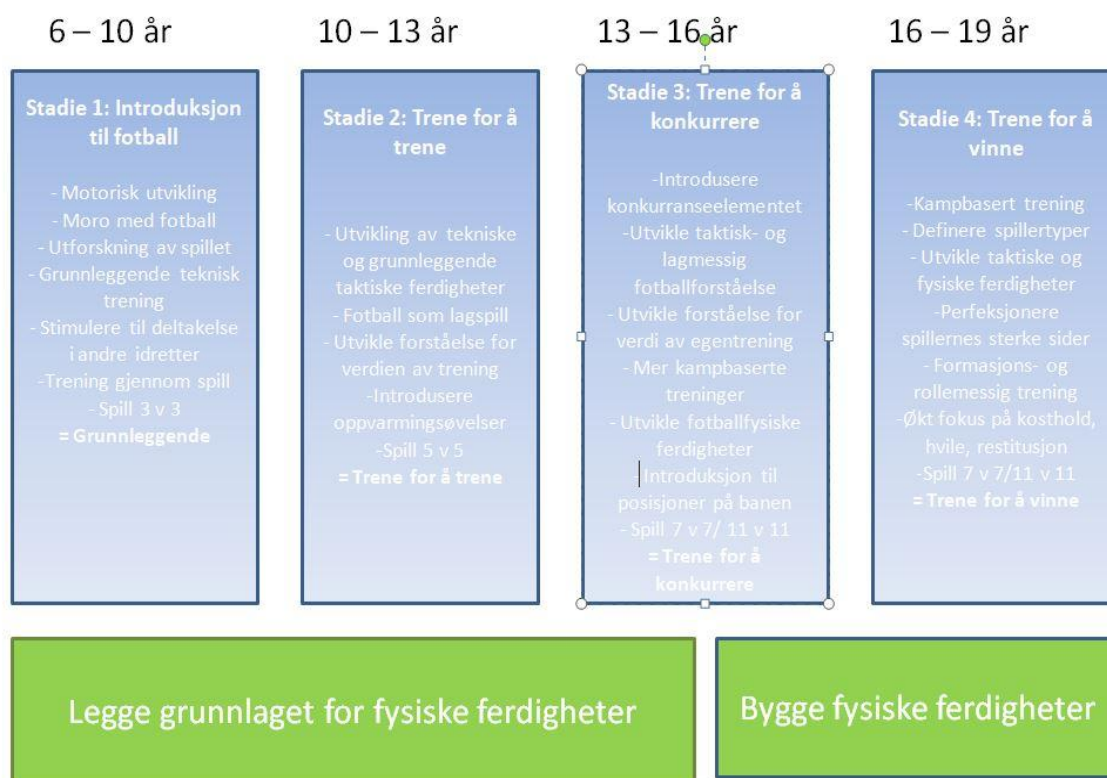 6 – 10 år
10 – 13 år
13 – 16 år
16 – 19 år
Stadie 1: Introduksjon
til fotball
- Motorisk utvikling
- Moro med fotball
- Utforskning av spillet
- Grunnleggende teknisk
trening
- Stimulere til deltakelse
i andre idretter
-Trening gjennom spill
- Spill 3 v 3
= Grunnleggende
Stadie 2: Trene for å
trene
- Utvikling av tekniske
og grunnleggende
taktiske ferdigheter
- Fotball som lagspill
- Utvikle forståelse for
verdien av trening
-Introdusere
oppvarmingsøvelser
-Spill 5 v 5
= Trene for å trene
Stadie 3: Trene for å
konkurrere
-Introdusere
konkurranseelementet
-Utvikle taktisk- og
lagmessig
fotballforståelse
- Utvikle forståelse for
verdi av egentrening
- Mer kampbaserte
treninger
- Utvikle fotballfysiske
ferdigheter
- Introduksjon til
posisjoner på banen
- Spill 7 v 7/ 11 v 11
= Trene for å
konkurrere
Stadie 4: Trene for å
vinne
-Kampbasert trening
- Definere spillertyper
- Utvikle taktiske og
fysiske ferdigheter
- Perfeksjonere
spillernes sterke sider
- Formasjons- og
rollemessig trening
-Økt fokus på kosthold,
hvile, restitusjon
-Spill 7 v 7/11 v 11
= Trene for å vinne
Legge grunnlaget for fysiske ferdigheter
Bygge fysiske ferdigheter